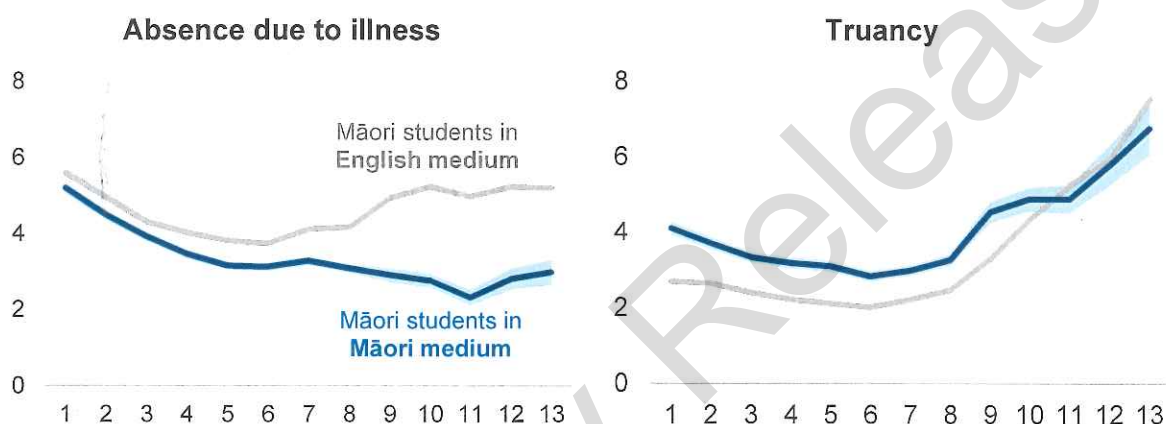 Absence due to illness
8
6
4
2
0
Māori students in
English medium
Māori students in
Māori medium
1 2 3 4 5 6 7 8 9 10 11 12 13
Truancy
8
6
4
2
0
1 2 3 4 5 6 7 8 9 10 11 12 13
Releas